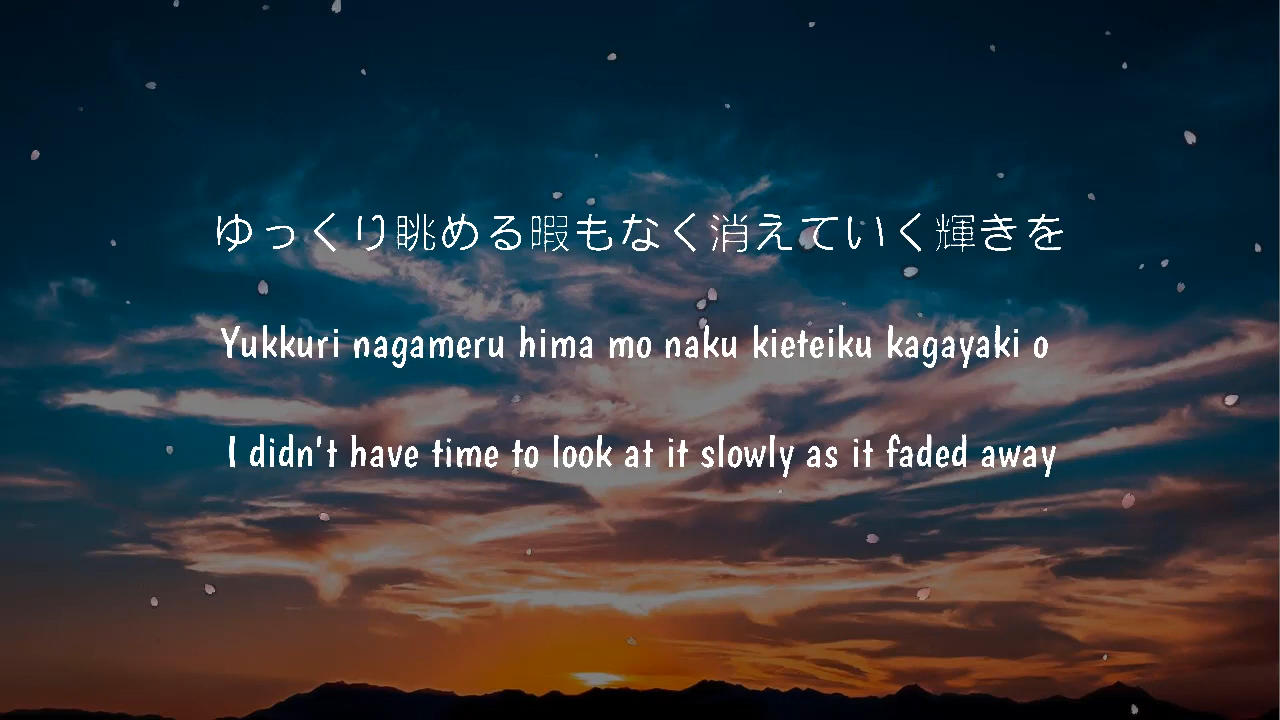 ゆっくり眺める暇もなく消えていく輝きを
Yukkuri nagameru hima mo naku kieteiku kagayaki o
I didn't have time to look at it slowly as it faded away